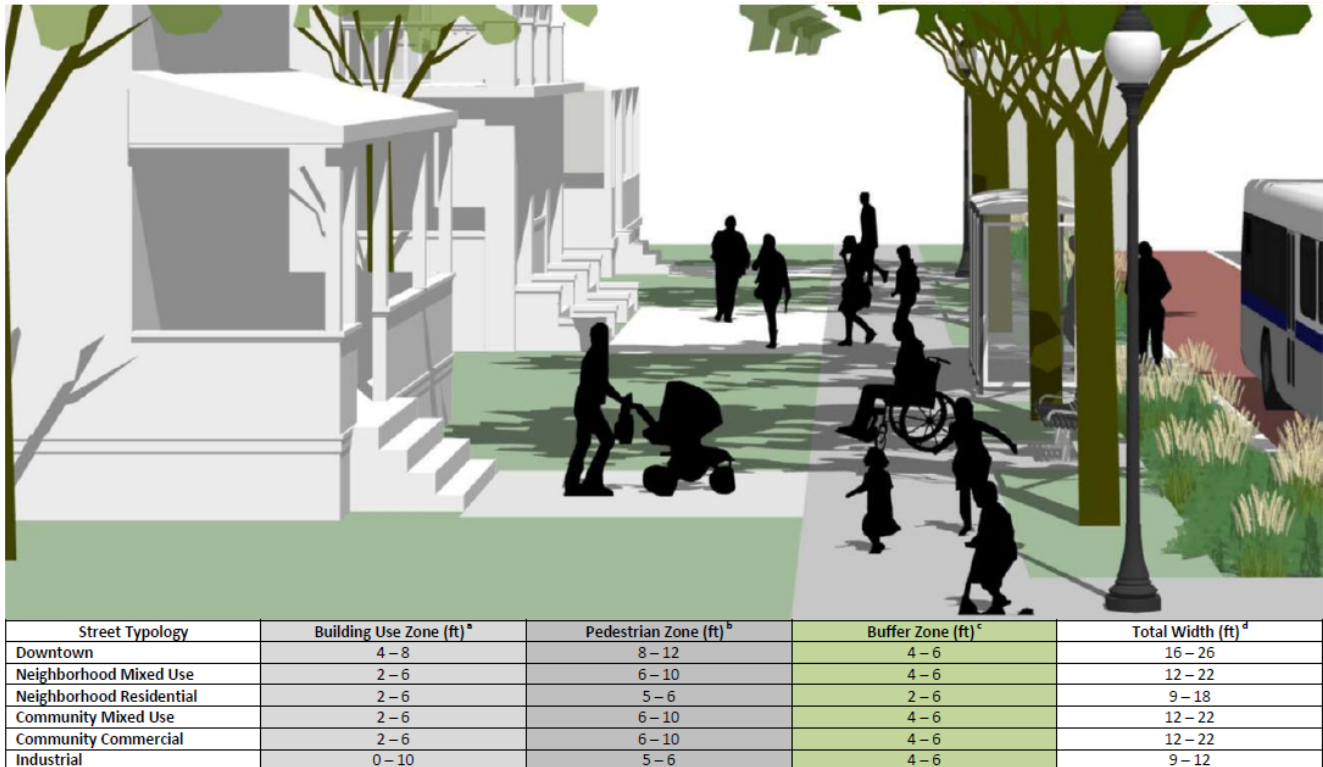 Street Typology Building Use Zone (ft) a Pedestrian Zone (ft) b Buffer Zone (ft) c Total Width (ft) d
Downtown 4 – 8 8 – 12 4 – 6 16 – 26
Neighborhood Mixed Use 2 – 6 6 – 10 4 – 6 12 – 22
Neighborhood Residential 2 – 6 5 – 6 2 – 6 9 – 18
Community Mixed Use 2 – 6 6 – 10 4 – 6 12 – 22
Community Commercial 2 – 6 6 – 10 4 – 6 12 – 22
Industrial 0 – 10 5 – 6 4 – 6 9 – 12